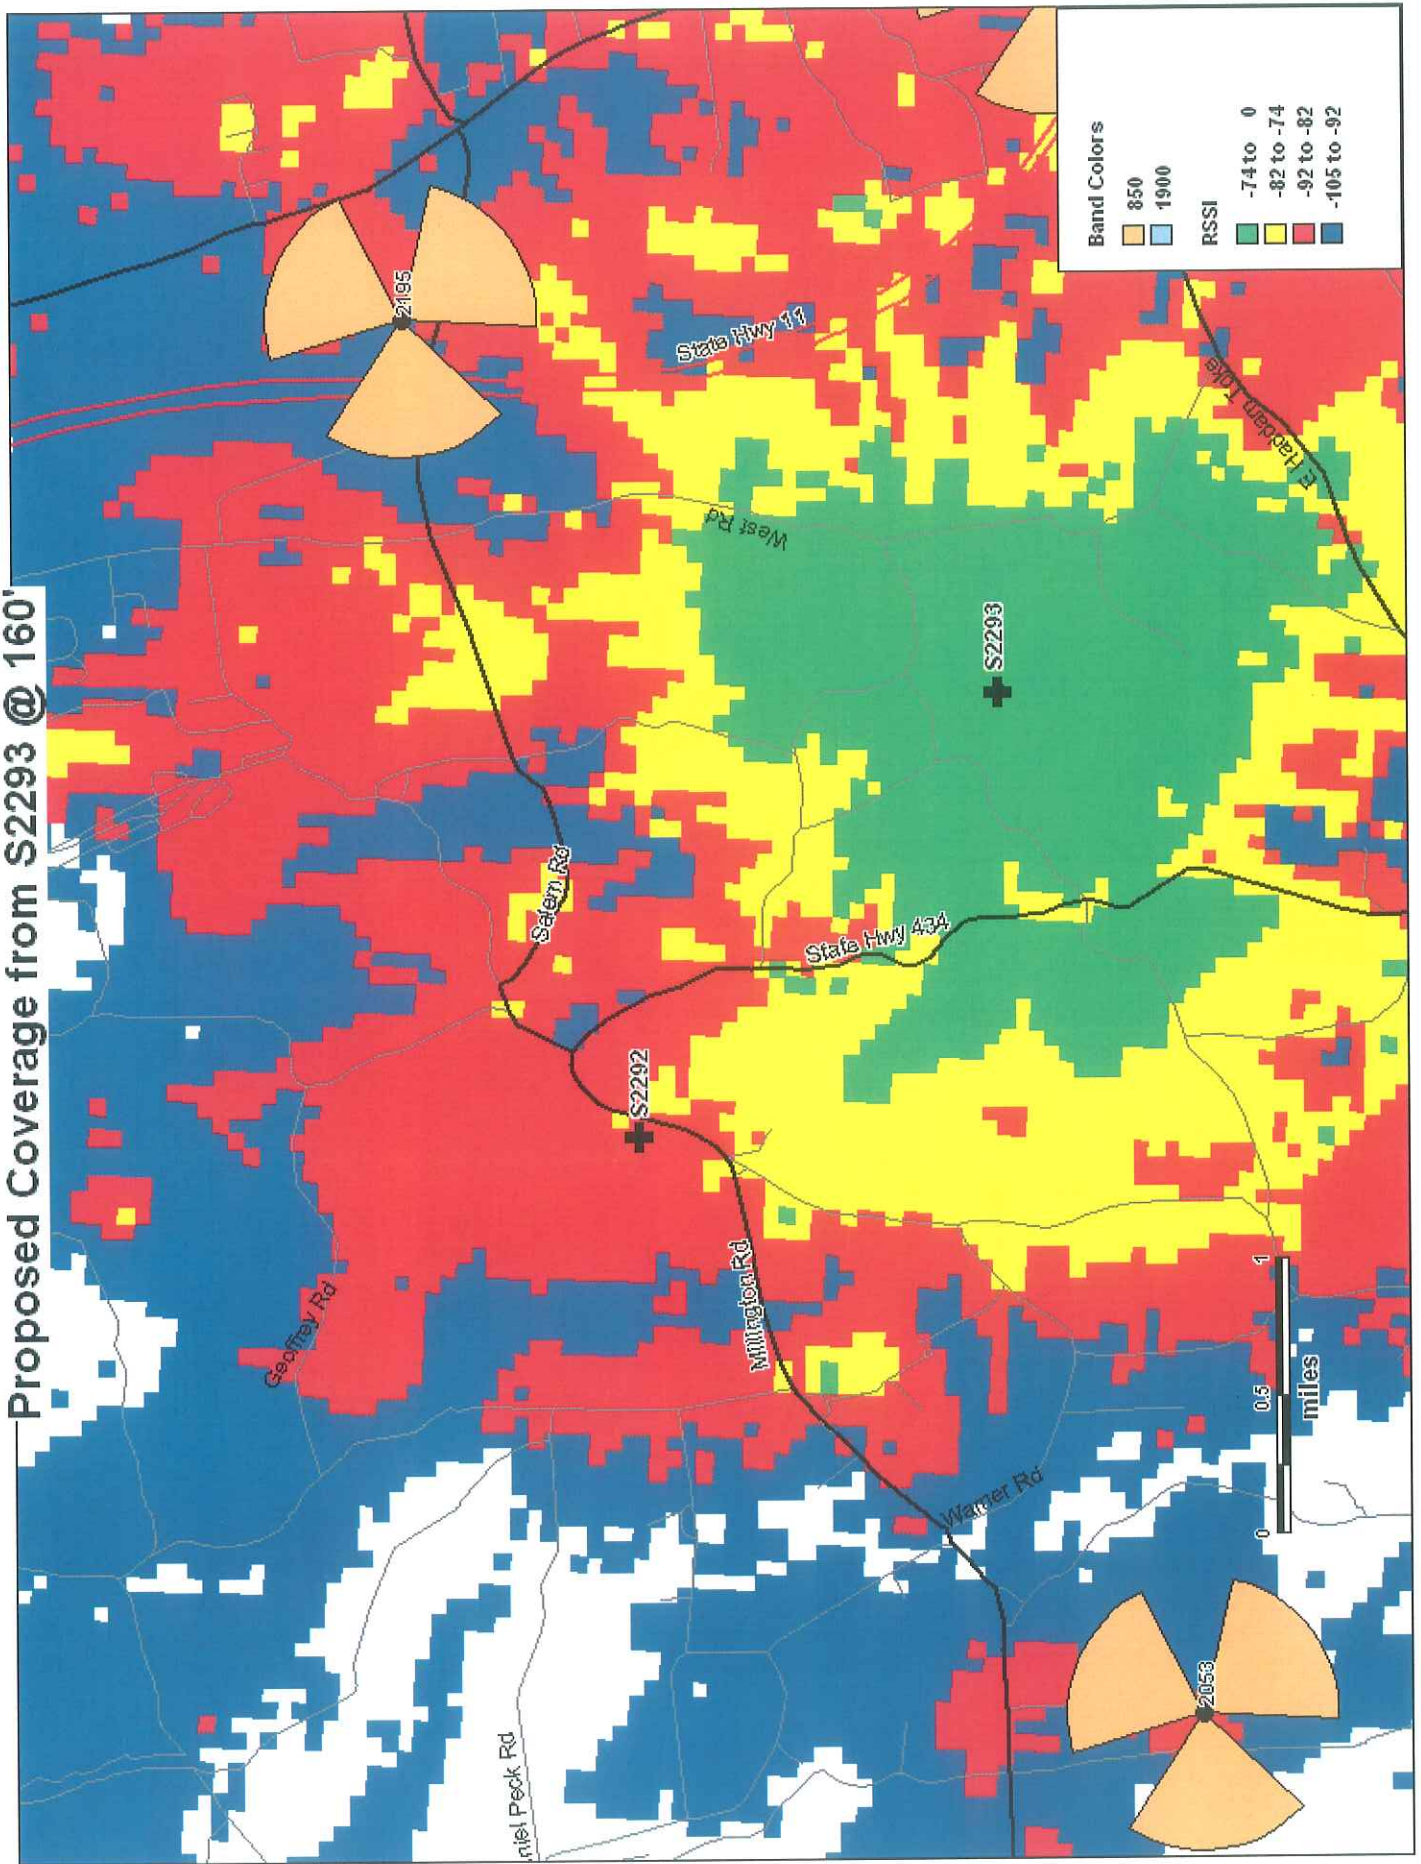 Proposed Coverage from S2293 @ 160'
Geoffrey Rd
niel Peck Rd
Salem Rd
2195
S2292
State Hwy 11
West Rd
Millington Rd
State Hwy 434
Warner Rd
S2293
2053
E Haddam Tpke
0
0.5
1
miles
Band Colors
850
1900
RSSI
-74 to 0
-82 to -74
-92 to -82
-105 to -92